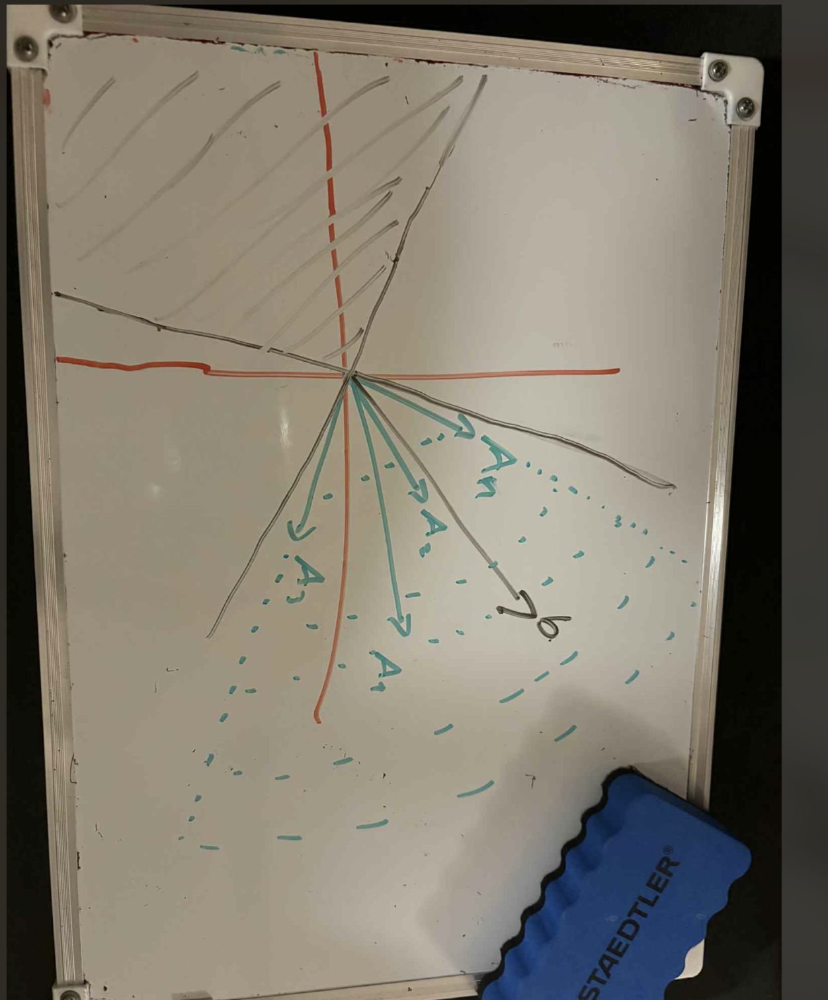 b
Aₙ
A₂
A₁
A₃
STAEDTLER®